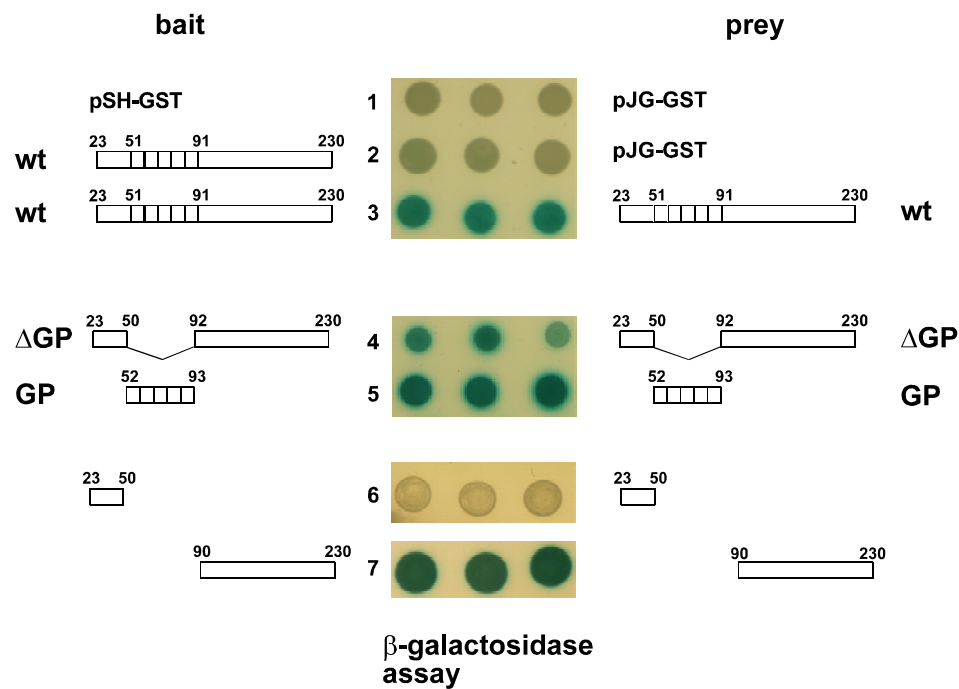 bait prey
pSH-GST 1 pJG-GST
23 51 91 230
wt 2 pJG-GST
23 51 91 230 23 51 91 230
wt 3 wt
23 50 92 230 23 50 92 230
ΔGP 4 ΔGP
52 93 52 93
GP 5 GP
23 50 6 23 50
90 230 7 90 230
β-galactosidase
assay